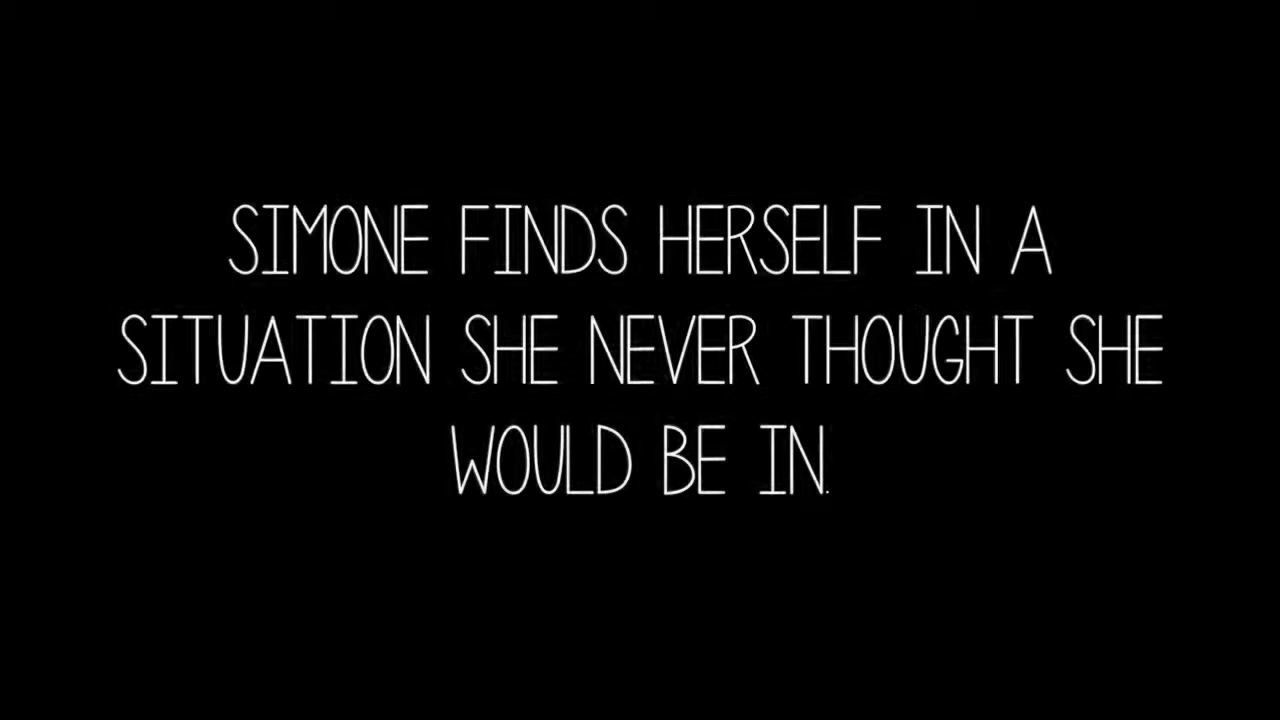 SIMONE FINDS HERSELF IN A
SITUATION SHE NEVER THOUGHT SHE
WOULD BE IN.